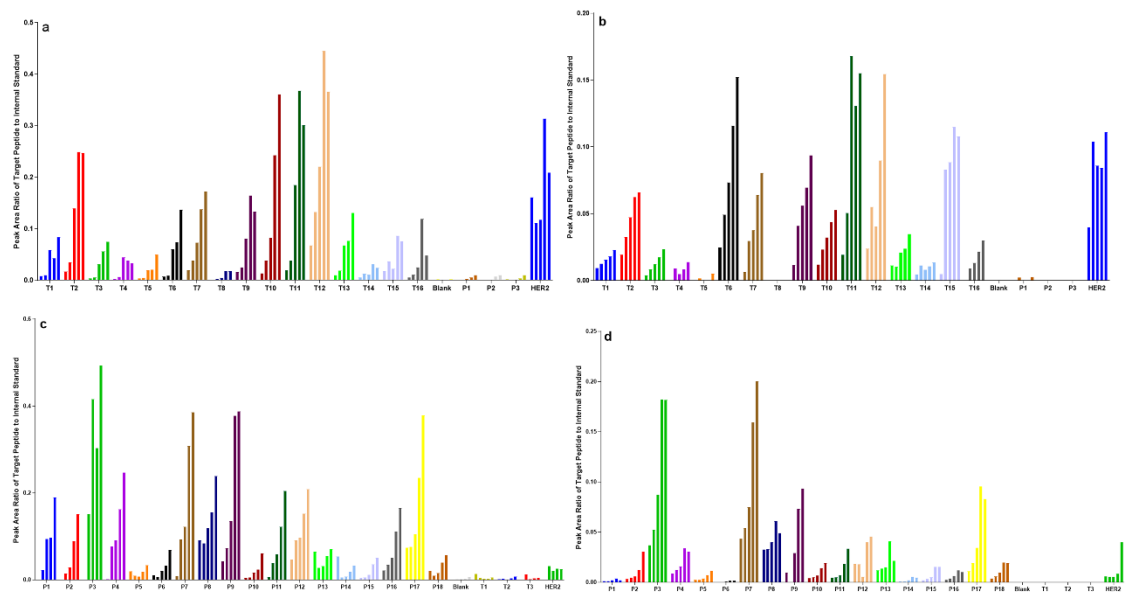 a
Peak Area Ratio of Target Peptide to Internal Standard
0.5
0.4
0.3
0.2
0.1
0.0
T1 T2 T3 T4 T5 T6 T7 T8 T9 T10 T11 T12 T13 T14 T15 T16 Blank P1 P2 P3 HER2
b
Peak Area Ratio of Target Peptide to Internal Standard
0.20
0.15
0.10
0.05
0.00
T1 T2 T3 T4 T5 T6 T7 T8 T9 T10 T11 T12 T13 T14 T15 T16 Blank P1 P2 P3 HER2
c
Peak Area Ratio of Target Peptide to Internal Standard
0.6
0.4
0.2
0.0
P1 P2 P3 P4 P5 P6 P7 P8 P9 P10 P11 P12 P13 P14 P15 P16 P17 P18 Blank T1 T2 T3 HER2
d
Peak Area Ratio of Target Peptide to Internal Standard
0.25
0.20
0.15
0.10
0.05
0.00
P1 P2 P3 P4 P5 P6 P7 P8 P9 P10 P11 P12 P13 P14 P15 P16 P17 P18 Blank T1 T2 T3 HER2